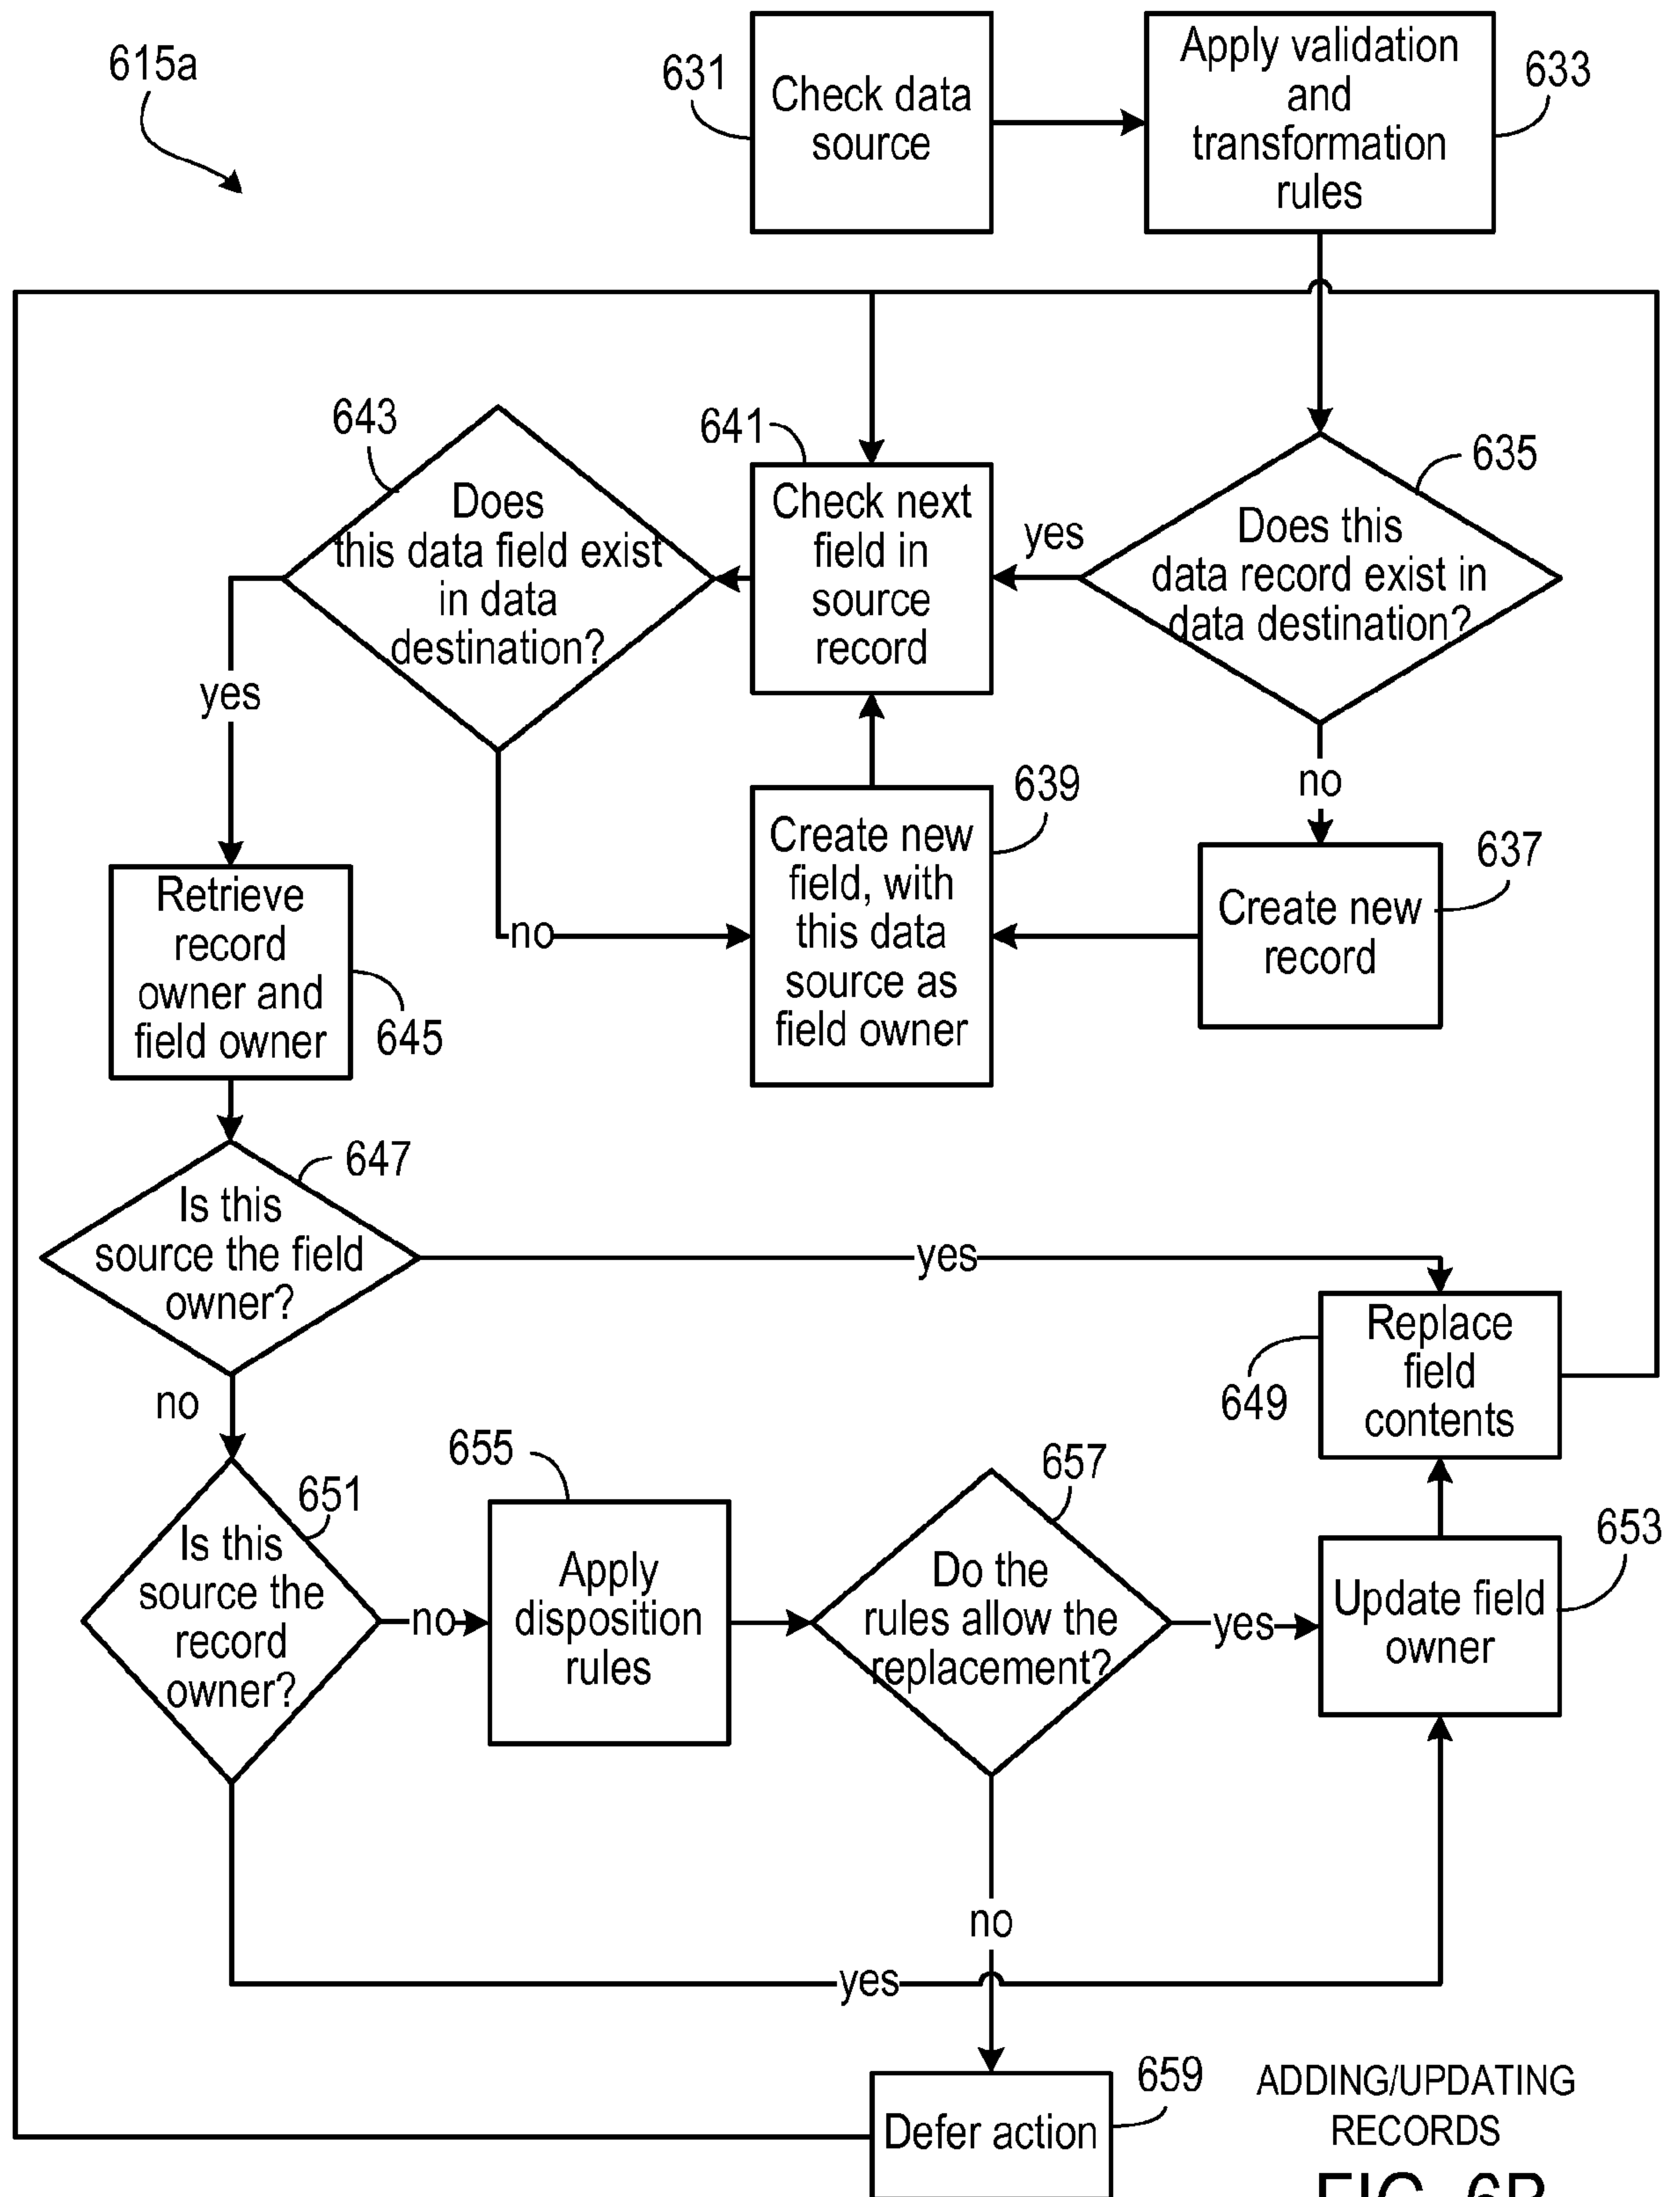 615a
631
Check data
source
Apply validation
and
transformation
rules
633
643
Does
this data field exist
in data
destination?
641
Check next
field in
source
record
yes
635
Does this
data record exist in
data destination?
yes
no
639
Create new
field, with
this data
source as
field owner
637
Create new
record
no
Retrieve
record
owner and
field owner
645
647
Is this
source the field
owner?
yes
no
Replace
field
contents
649
651
Is this
source the
record
owner?
no
655
Apply
disposition
rules
657
Do the
rules allow the
replacement?
yes
653
Update field
owner
no
yes
659
Defer action
ADDING/UPDATING
RECORDS
FIG. 6B